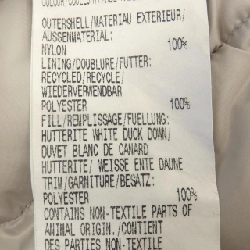 OUTERSHELL/MATERIAU EXTERIEUR/
AUSSENMATERIAL:
NYLON 100%
LINING/DOUBLURE/FUTTER:
RECYCLED/RECYCLE/
WIEDERVERWENDBAR
POLYESTER 100%
FILL/REMPLISSAGE/FUELLUNG:
HUTTERITE WHITE DUCK DOWN/
DUVET BLANC DE CANARD
HUTTERITE/ WEISSE ENTE DAUNE
TRIM/GARNITURE/BESATZ:
POLYESTER 100%
CONTAINS NON-TEXTILE PARTS OF
ANIMAL ORIGIN./CONTIENT
DES PARTIES NON-TEXTILES